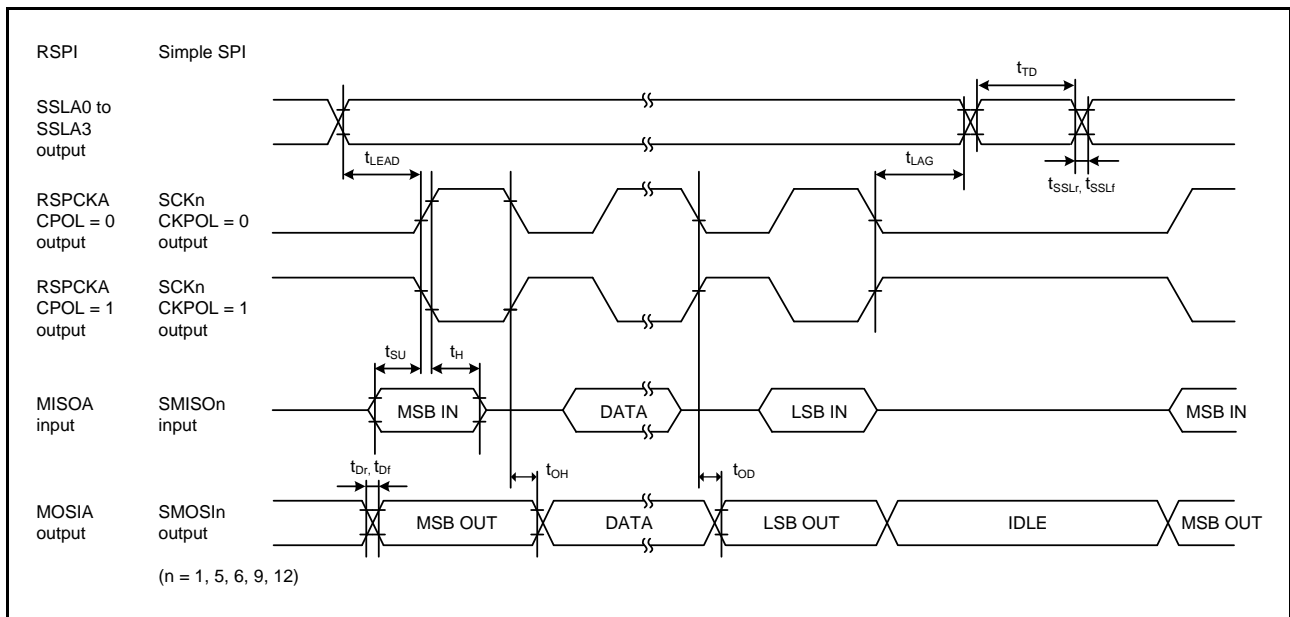 RSPI Simple SPI
tTD
SSLA0 to
SSLA3
output
tLEAD
tLAG
tSSLr, tSSLf
RSPCKA SCKn
CPOL = 0 CKPOL = 0
output output
RSPCKA SCKn
CPOL = 1 CKPOL = 1
output output
tSU tH
MISOA SMISOn
input input
MSB IN DATA LSB IN MSB IN
tDr, tDf tOH tOD
MOSIA SMOSIn
output output
MSB OUT DATA LSB OUT IDLE MSB OUT
(n = 1, 5, 6, 9, 12)